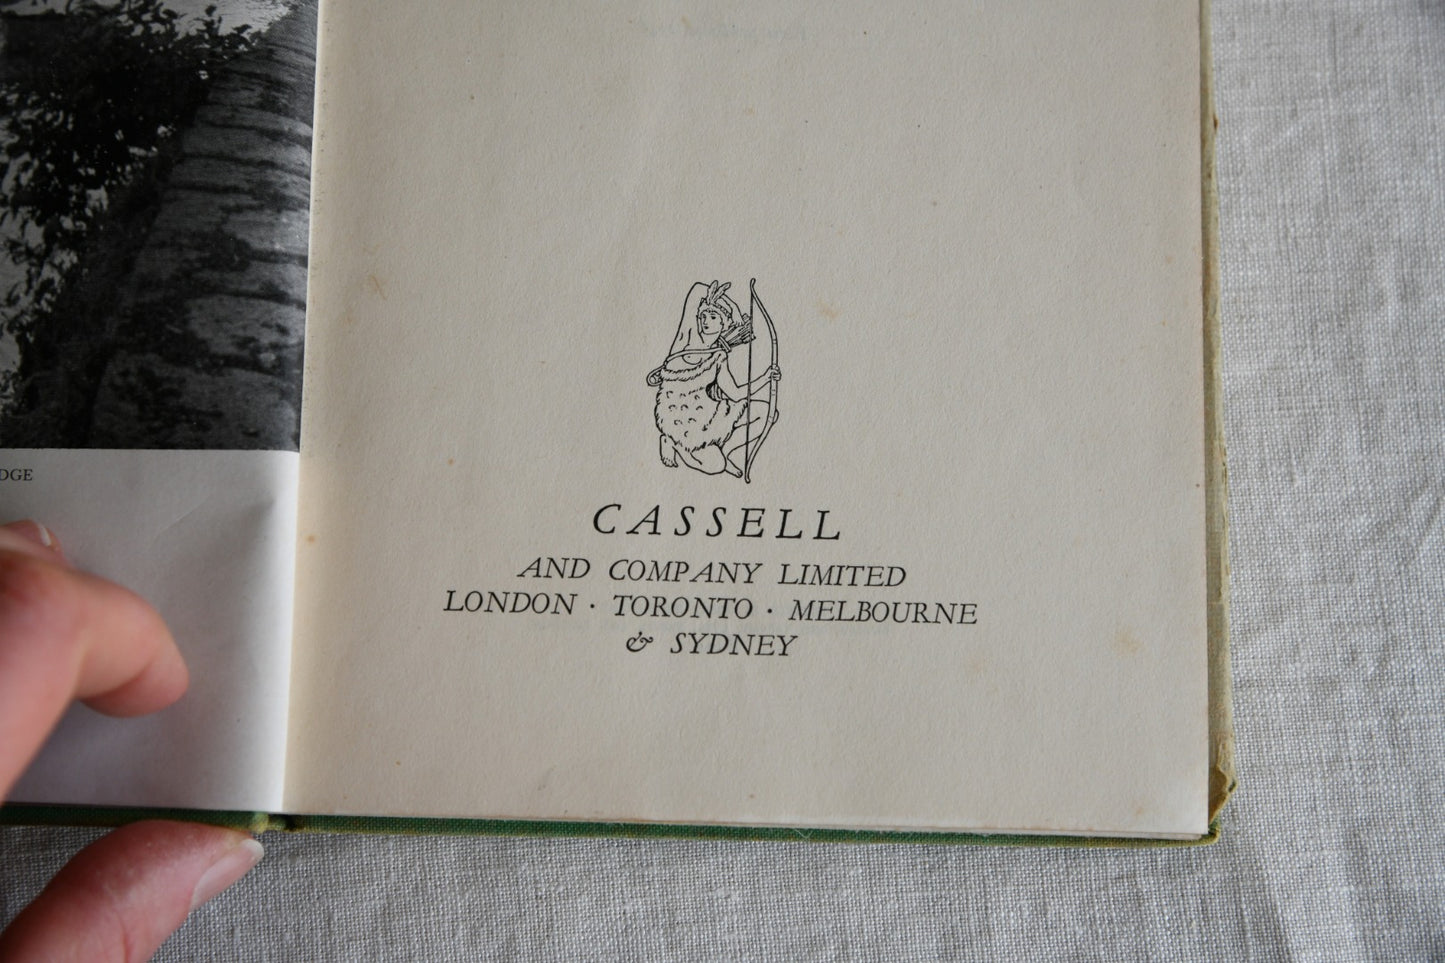 DGE
CASSELL
AND COMPANY LIMITED
LONDON · TORONTO · MELBOURNE
& SYDNEY